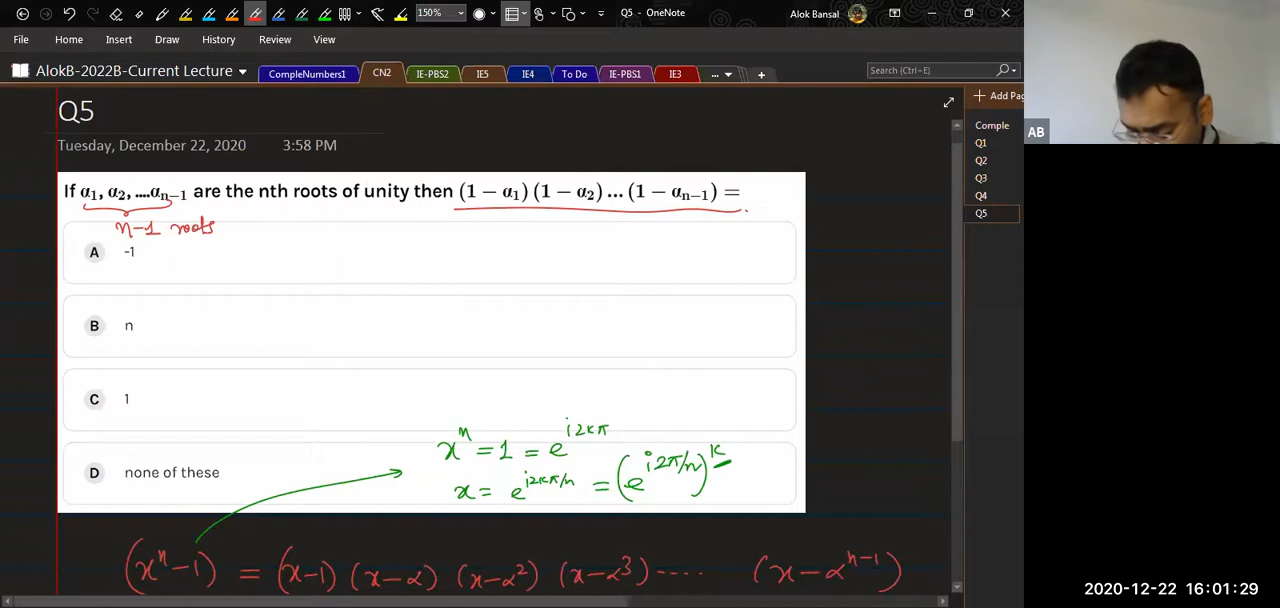 150%
Q5 - OneNote
Alok Bansal
File Home Insert Draw History Review View
AlokB-2022B-Current Lecture CompleNumbers1 CN2 IE-PBS2 IE5 IE4 To Do IE-PBS1 IE3 ... Search (Ctrl+E)
Q5
Tuesday, December 22, 2020 3:58 PM
If α₁, α₂, ....αₙ₋₁ are the nth roots of unity then (1 − α₁) (1 − α₂) ... (1 − αₙ₋₁) =
n-1 roots
A -1
B n
C 1
xⁿ = 1 = e^{i2kπ}
D none of these
x = e^{i2kπ/n} = (e^{i2π/n})^k
(xⁿ-1) = (x-1) (x-α) (x-α²) (x-α³) ---- (x-αⁿ⁻¹)
Add Pag
Comple
Q1
Q2
Q3
Q4
Q5
AB
2020-12-22 16:01:29